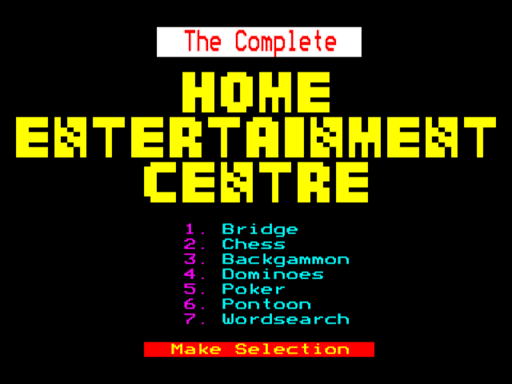 The Complete
HOME
ENTERTAINMENT
CENTRE
1. Bridge
2. Chess
3. Backgammon
4. Dominoes
5. Poker
6. Pontoon
7. Wordsearch
Make Selection